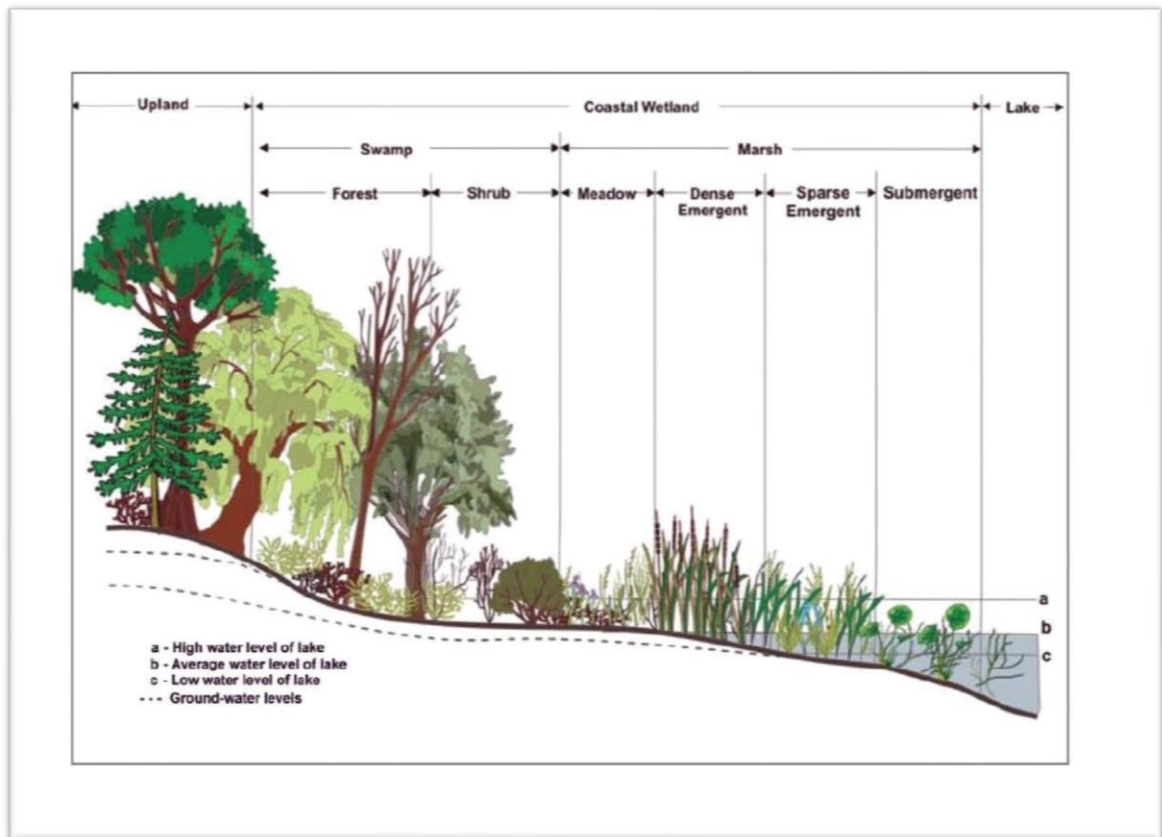 Upland
Coastal Wetland
Lake
Swamp
Marsh
Forest
Shrub
Meadow
Dense
Emergent
Sparse
Emergent
Submergent
a
b
c
a - High water level of lake
b - Average water level of lake
c - Low water level of lake
--- Ground-water levels